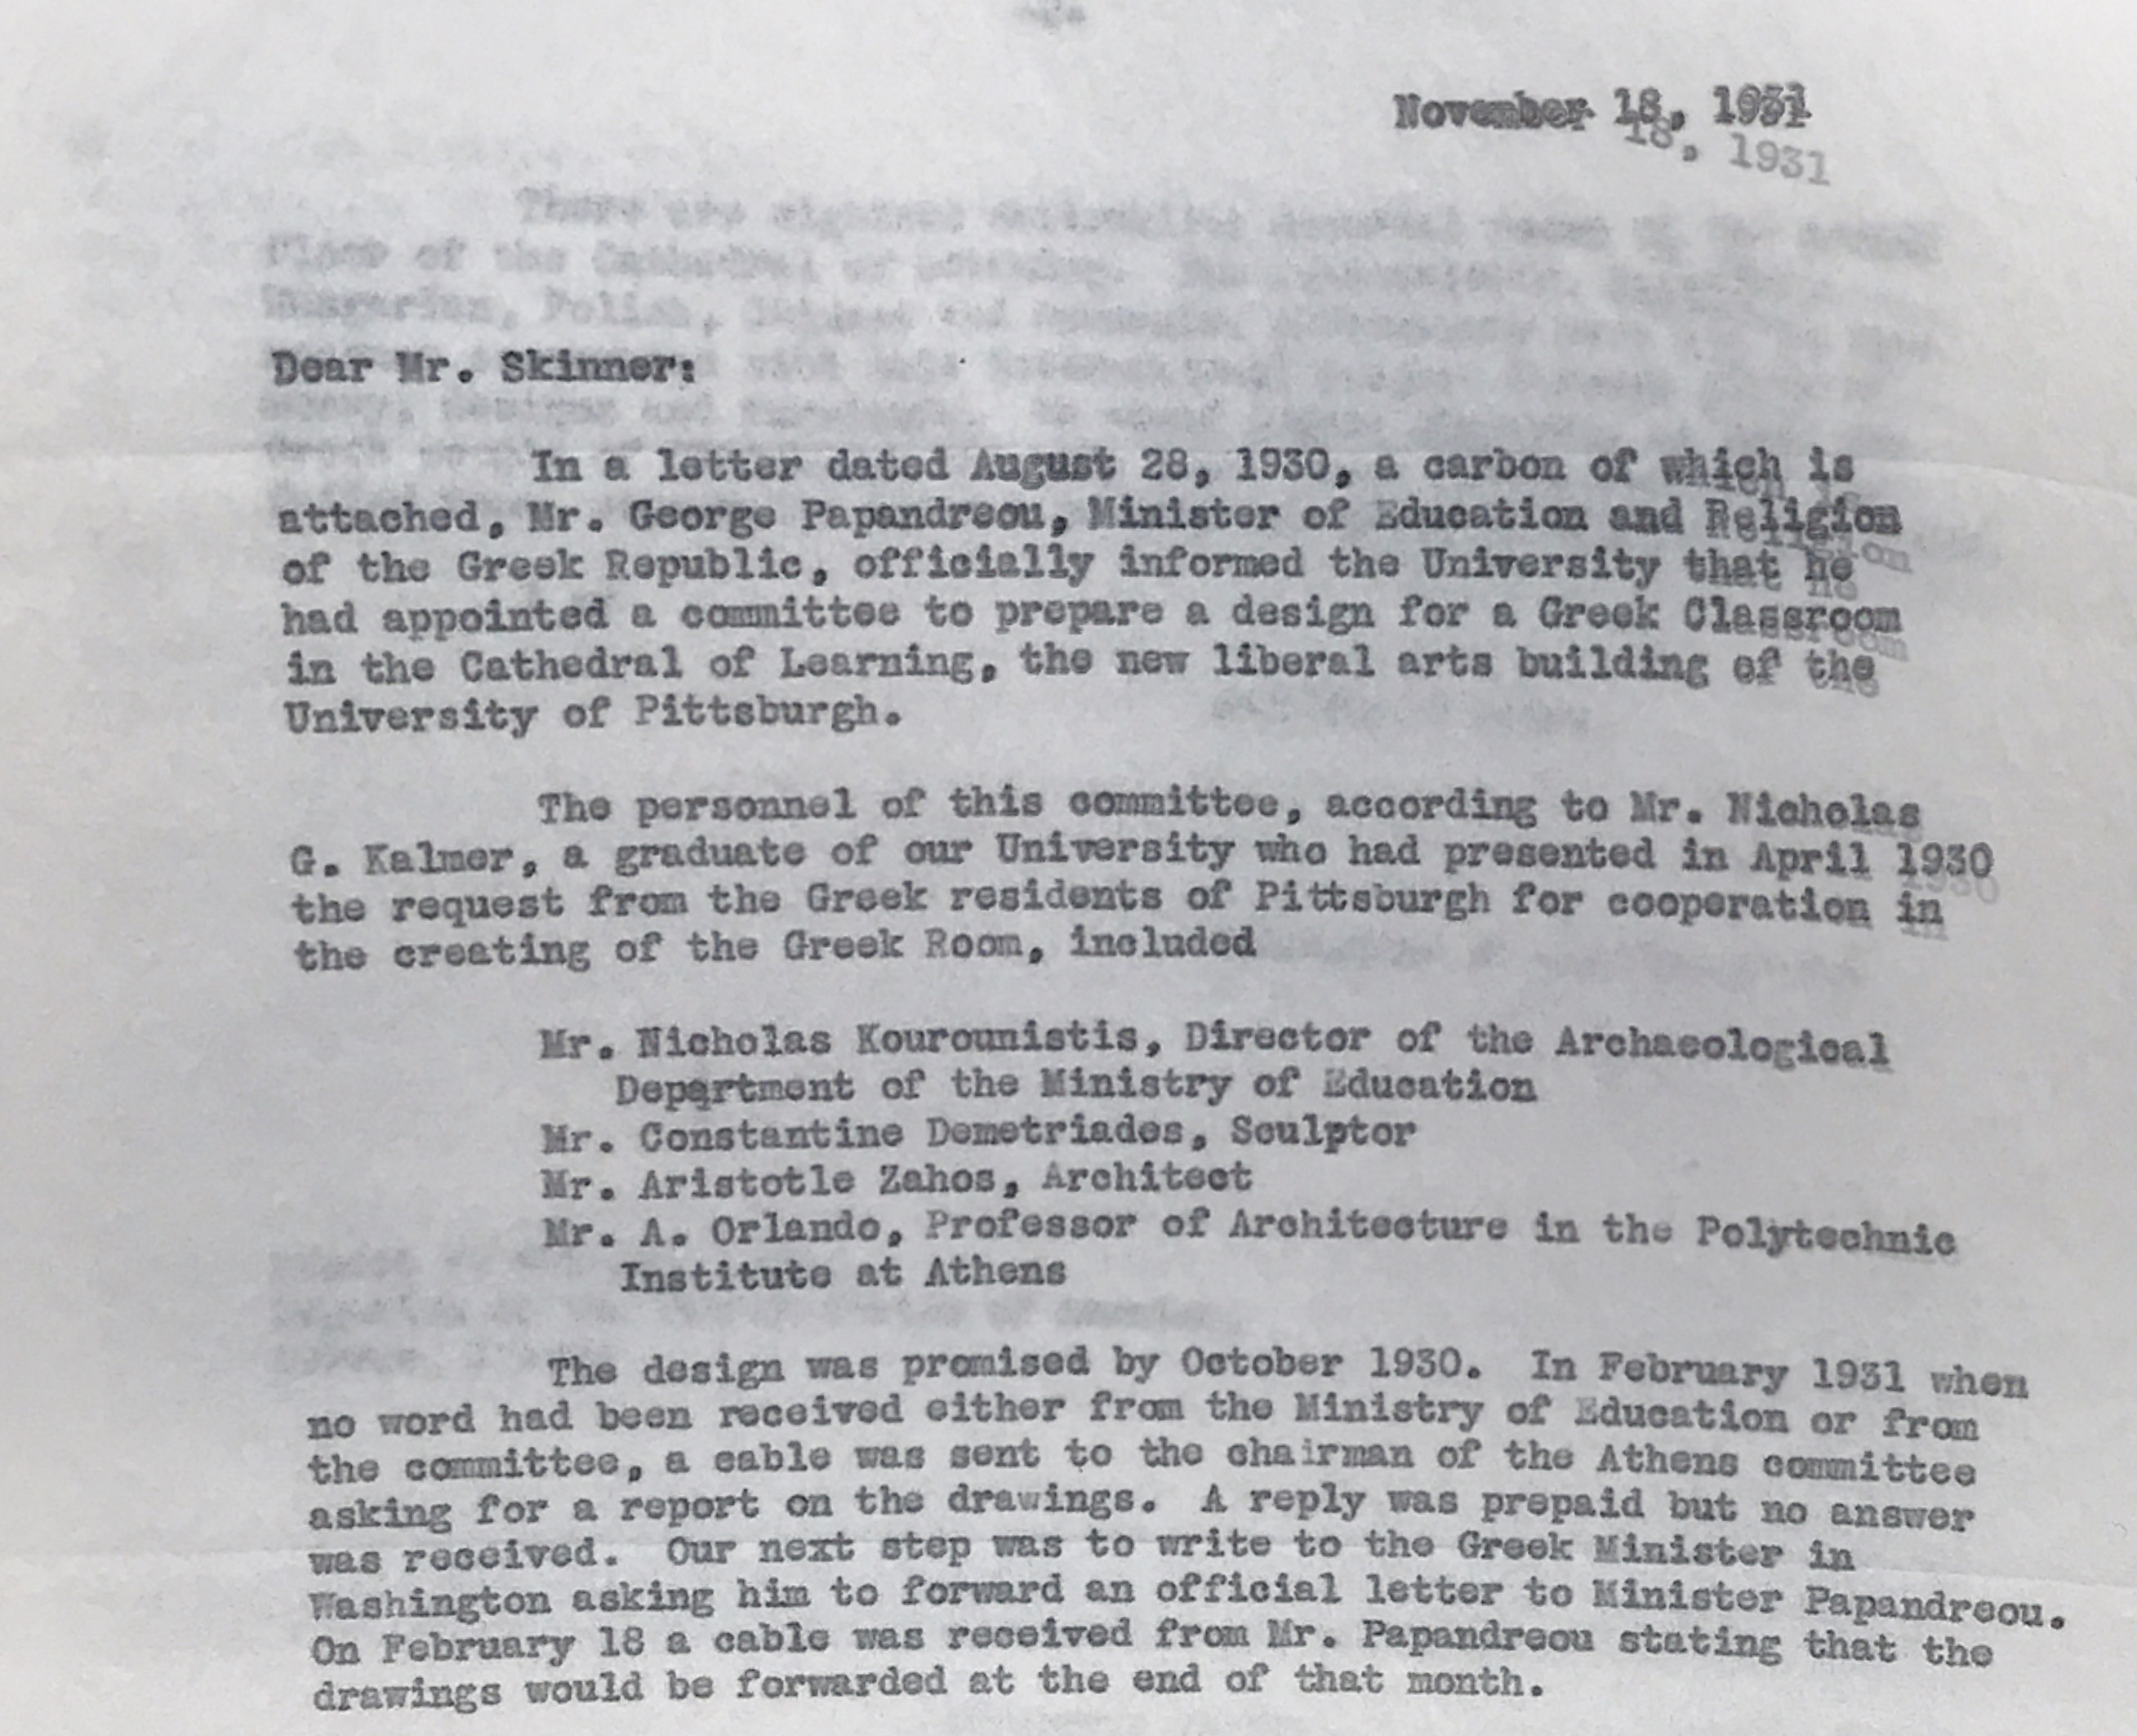 November 18, 1931
18, 1931
Dear Mr. Skinner:
In a letter dated August 28, 1930, a carbon of which is
attached, Mr. George Papandreou, Minister of Education and Religion
of the Greek Republic, officially informed the University that he
had appointed a committee to prepare a design for a Greek Classroom
in the Cathedral of Learning, the new liberal arts building of the
University of Pittsburgh.
The personnel of this committee, according to Mr. Nicholas
G. Kalmer, a graduate of our University who had presented in April 1930
the request from the Greek residents of Pittsburgh for cooperation in
the creating of the Greek Room, included
Mr. Nicholas Kourounistis, Director of the Archaeological
Department of the Ministry of Education
Mr. Constantine Demetriades, Sculptor
Mr. Aristotle Zahos, Architect
Mr. A. Orlando, Professor of Architecture in the Polytechnic
Institute at Athens
The design was promised by October 1930. In February 1931 when
no word had been received either from the Ministry of Education or from
the committee, a cable was sent to the chairman of the Athens committee
asking for a report on the drawings. A reply was prepaid but no answer
was received. Our next step was to write to the Greek Minister in
Washington asking him to forward an official letter to Minister Papandreou.
On February 18 a cable was received from Mr. Papandreou stating that the
drawings would be forwarded at the end of that month.